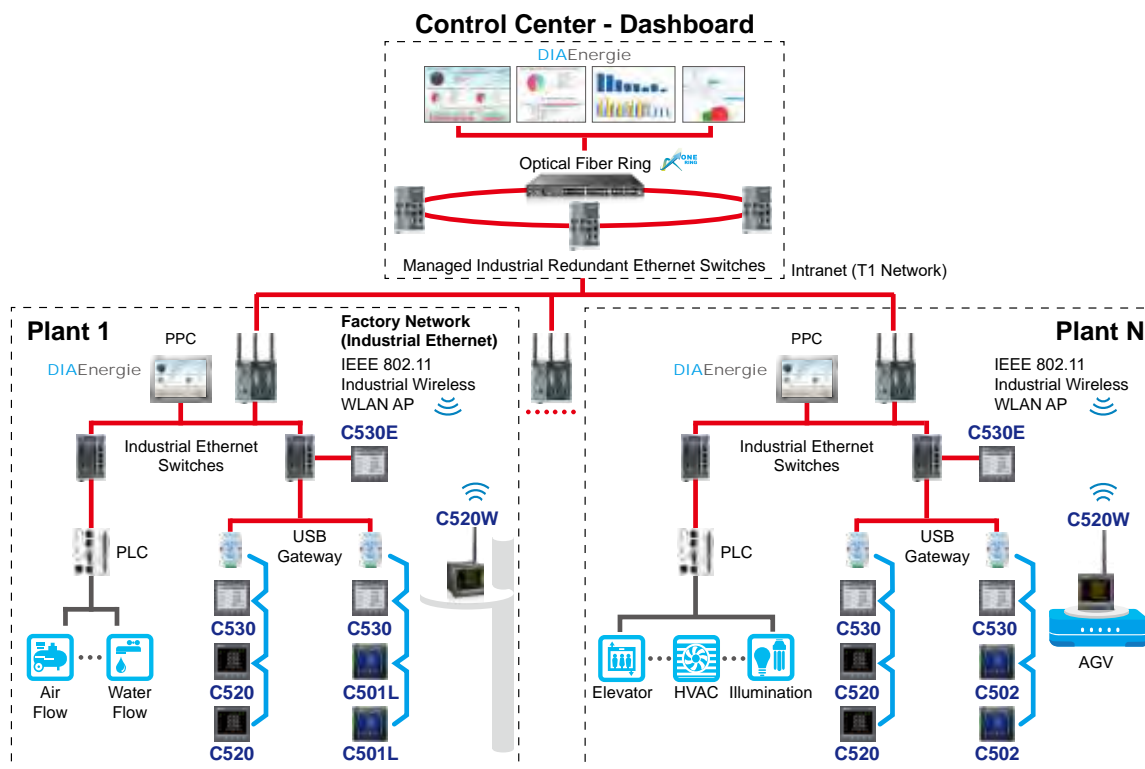 Control Center - Dashboard
DIAEnergie
Optical Fiber Ring
ONE
RING
Managed Industrial Redundant Ethernet Switches
Intranet (T1 Network)
Plant 1
PPC
DIAEnergie
Factory Network
(Industrial Ethernet)
IEEE 802.11
Industrial Wireless
WLAN AP
Industrial Ethernet
Switches
C530E
C520W
PLC
USB
Gateway
C530
C530
C520
C501L
C520
C501L
Air
Flow
Water
Flow
Plant N
PPC
DIAEnergie
IEEE 802.11
Industrial Wireless
WLAN AP
Industrial Ethernet
Switches
C530E
C520W
PLC
USB
Gateway
C530
C530
C520
C502
C520
C502
Elevator
HVAC
Illumination
AGV